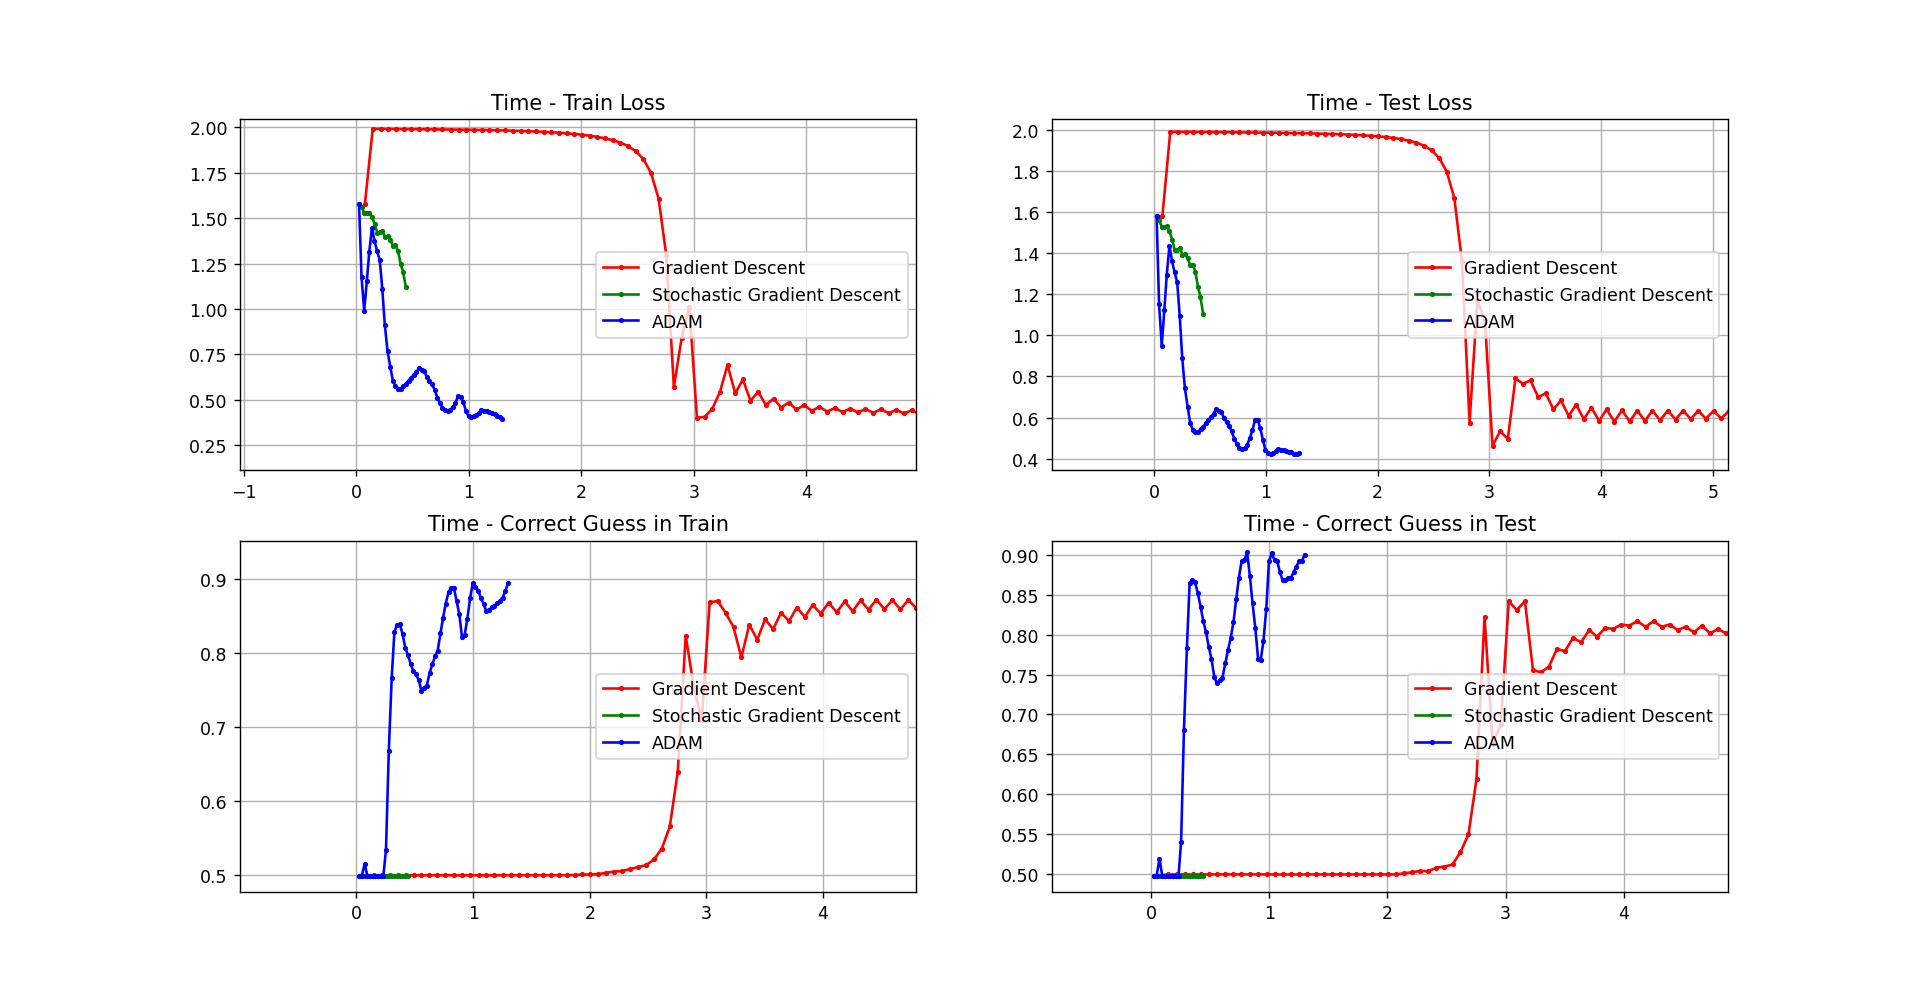 Time - Train Loss
2.00
1.75
1.50
1.25
1.00
0.75
0.50
0.25
−1 0 1 2 3 4
Gradient Descent
Stochastic Gradient Descent
ADAM
Time - Test Loss
2.0
1.8
1.6
1.4
1.2
1.0
0.8
0.6
0.4
0 1 2 3 4 5
Gradient Descent
Stochastic Gradient Descent
ADAM
Time - Correct Guess in Train
0.9
0.8
0.7
0.6
0.5
0 1 2 3 4
Gradient Descent
Stochastic Gradient Descent
ADAM
Time - Correct Guess in Test
0.90
0.85
0.80
0.75
0.70
0.65
0.60
0.55
0.50
0 1 2 3 4
Gradient Descent
Stochastic Gradient Descent
ADAM